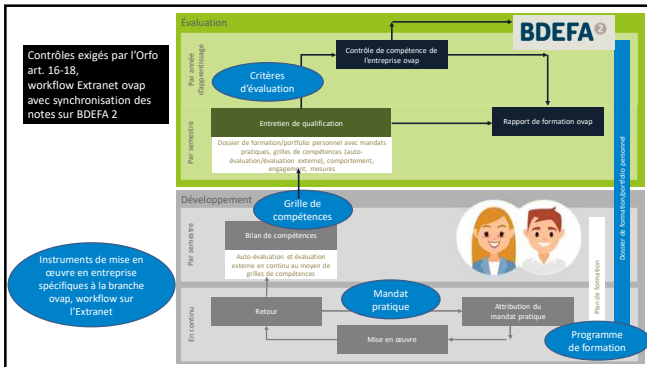 Évaluation
BDEFA2
Contrôles exigés par l'Orfo
art. 16-18,
workflow Extranet ovap
avec synchronisation des
notes sur BDEFA 2
Par année
d'apprentissage
Critères
d'évaluation
Contrôle de compétence de
l'entreprise ovap
Par semestre
Entretien de qualification
Rapport de formation ovap
Dossier de formation/portfolio personnel avec mandats
pratiques, grilles de compétences (auto-
évaluation/évaluation externe), comportement,
engagement, mesures
Dossier de formation/portfolio personnel
Développement
Grille de
compétences
Par semestre
Bilan de compétences
Auto-évaluation et évaluation
externe en continu au moyen de
grilles de compétences
Plan de formation
Instruments de mise en
œuvre en entreprise
spécifiques à la branche
ovap, workflow sur
l'Extranet
En continu
Mandat
pratique
Retour
Attribution du
mandat pratique
Mise en œuvre
Programme
de formation